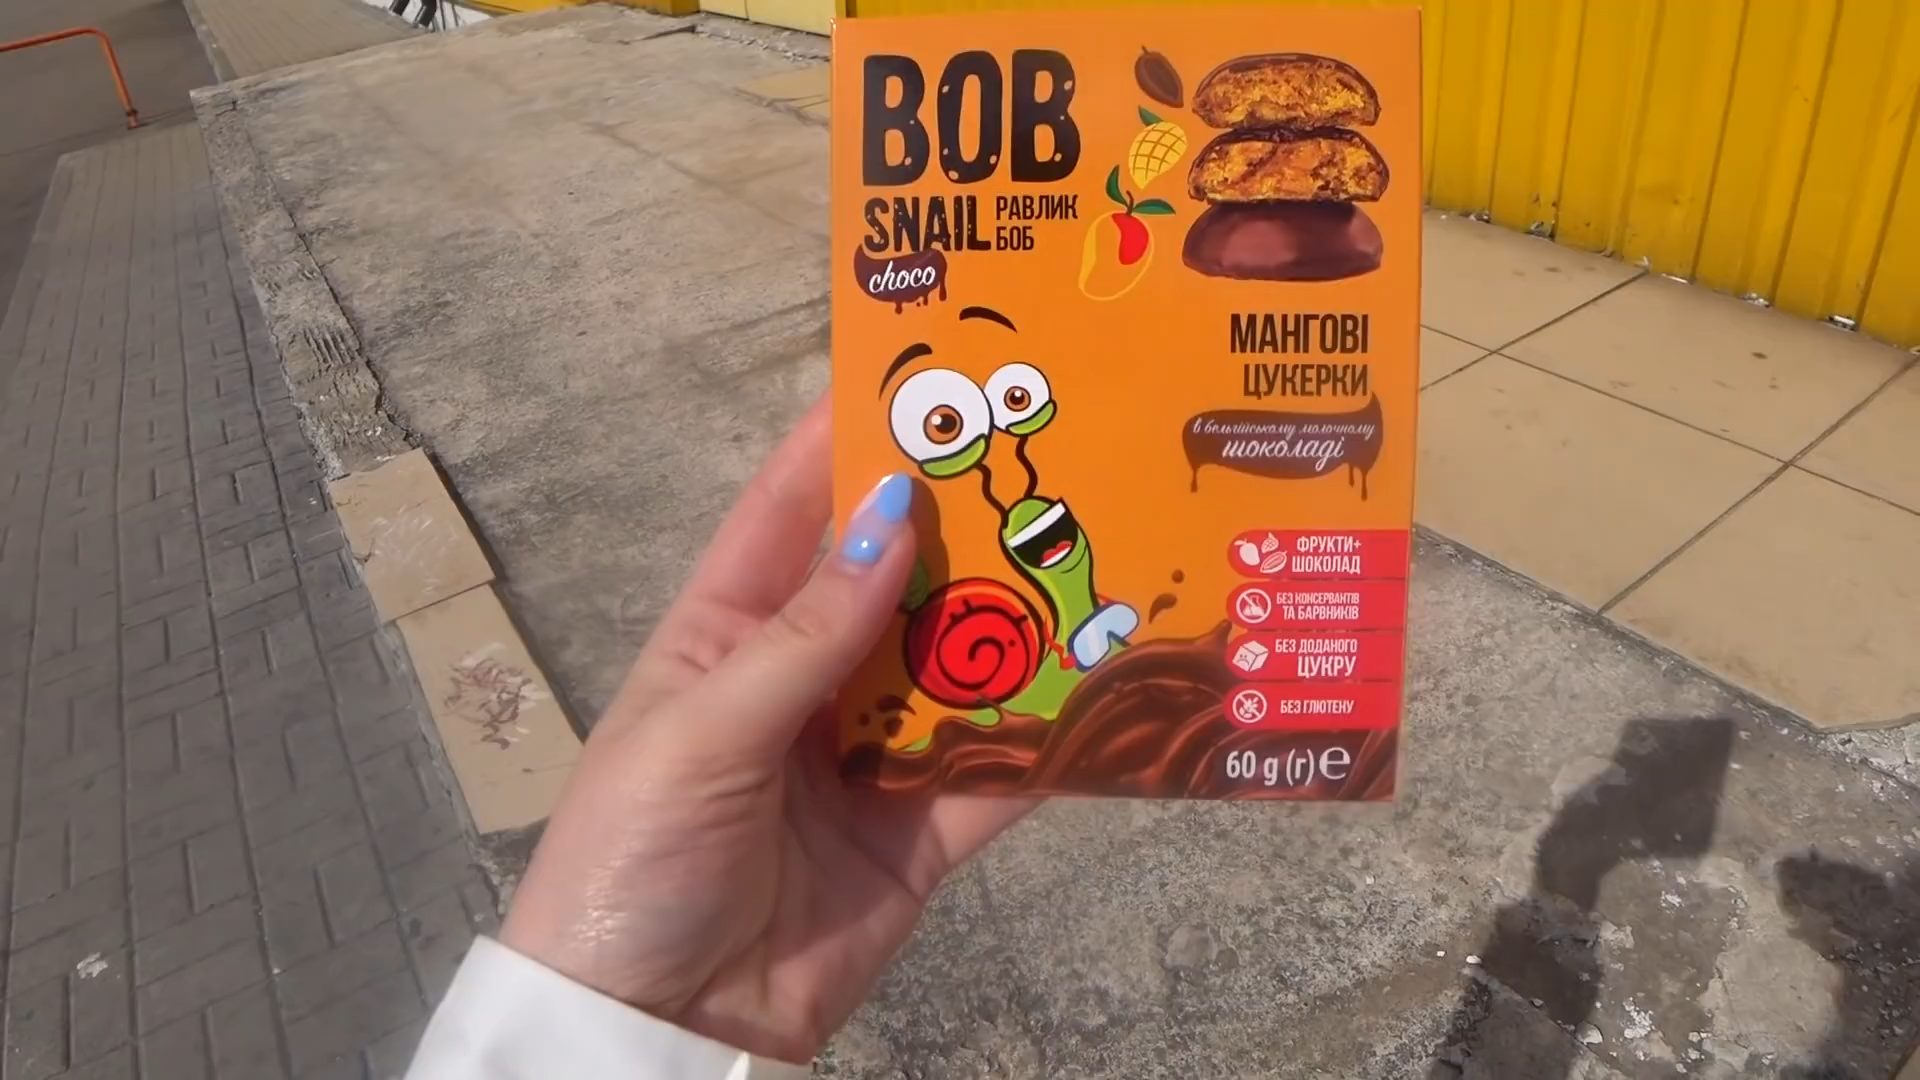 BOB
SNAIL
РАВЛИК
БОБ
choco
МАНГОВІ
ЦУКЕРКИ
в бельгійському молочному
шоколаді
ФРУКТИ+
ШОКОЛАД
БЕЗ КОНСЕРВАНТІВ
ТА БАРВНИКІВ
БЕЗ ДОДАНОГО
ЦУКРУ
БЕЗ ГЛЮТЕНУ
60 g (г) ℮